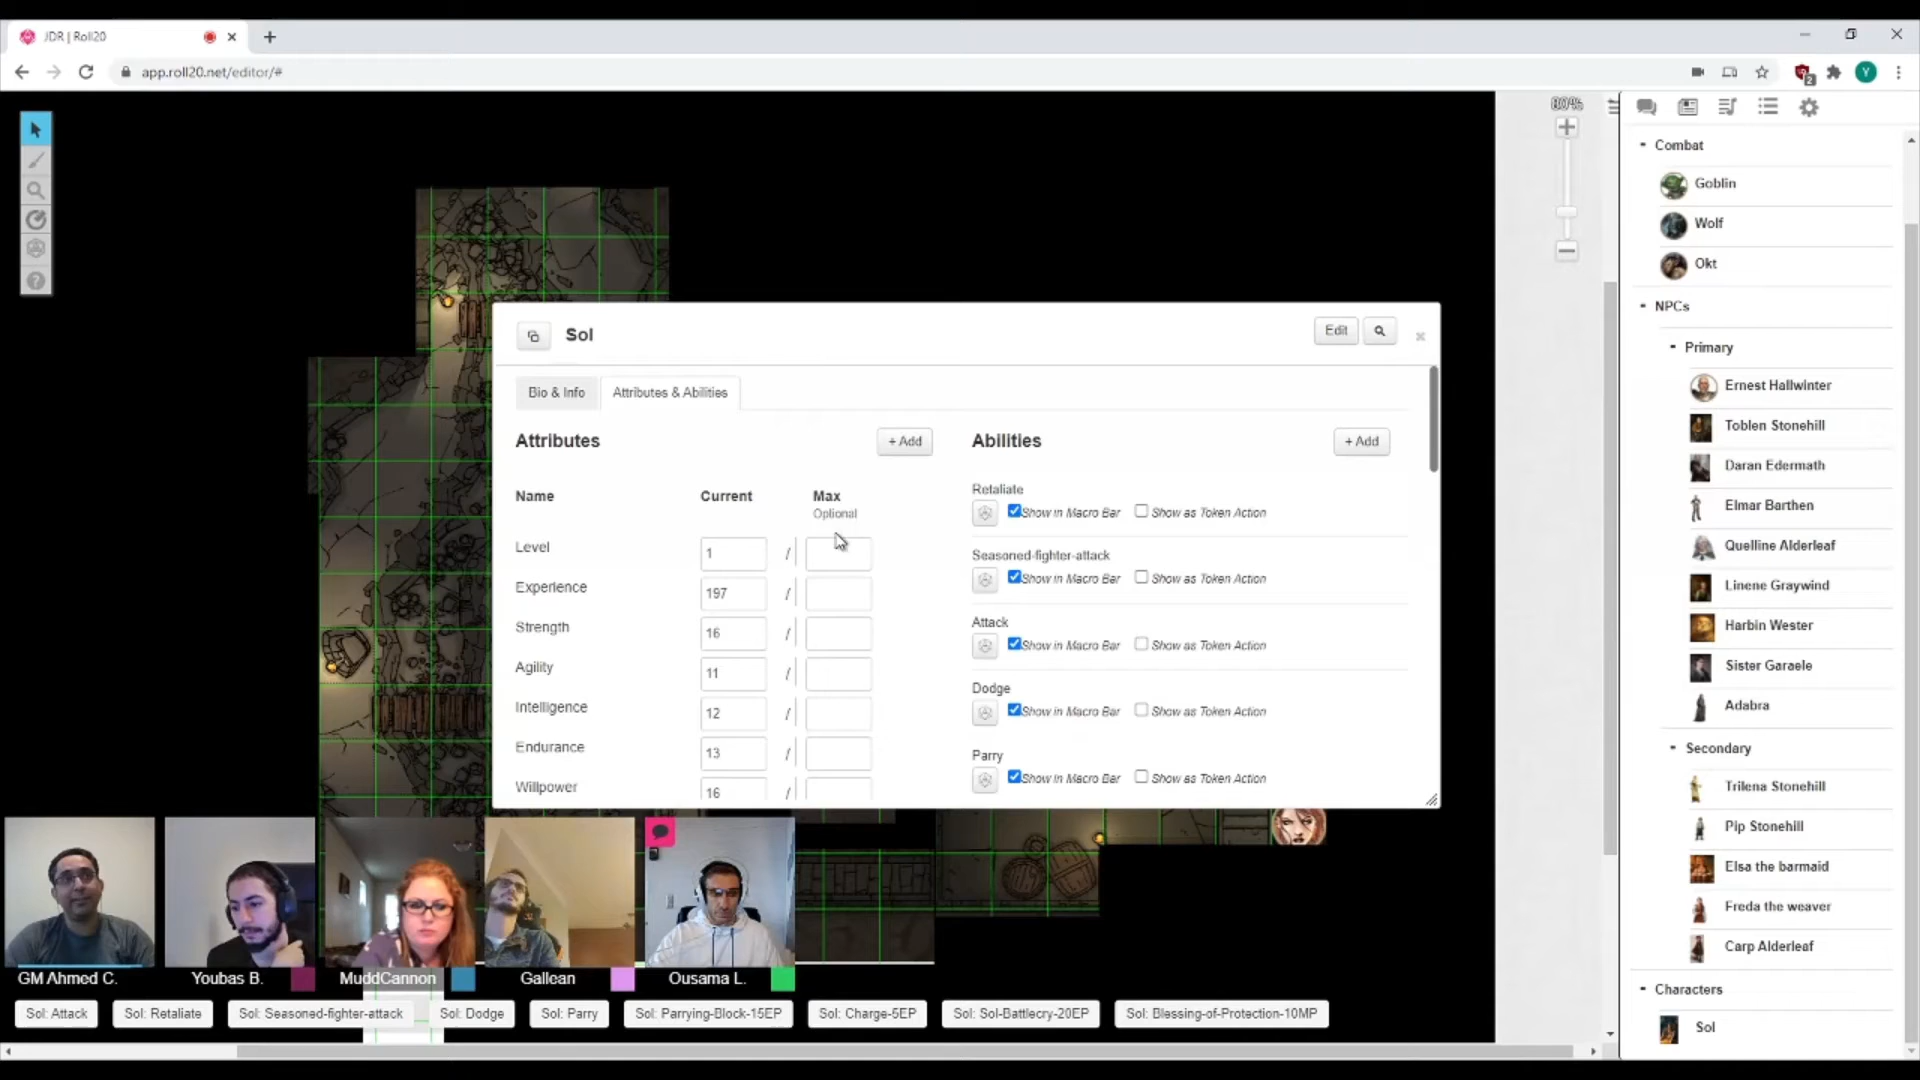 JDR | Roll20
app.roll20.net/editor/#
2
Y
80%
Combat
Goblin
Wolf
Okt
NPCs
Primary
Ernest Hallwinter
Toblen Stonehill
Daran Edermath
Elmar Barthen
Quelline Alderleaf
Linene Graywind
Harbin Wester
Sister Garaele
Adabra
Secondary
Trilena Stonehill
Pip Stonehill
Elsa the barmaid
Freda the weaver
Carp Alderleaf
Characters
Sol
Sol
Edit
Bio & Info
Attributes & Abilities
Attributes
+ Add
Name
Current
Max
Optional
Level
1
/
Experience
197
/
Strength
16
/
Agility
11
/
Intelligence
12
/
Endurance
13
/
Willpower
16
/
Abilities
+ Add
Retaliate
Show in Macro Bar
Show as Token Action
Seasoned-fighter-attack
Show in Macro Bar
Show as Token Action
Attack
Show in Macro Bar
Show as Token Action
Dodge
Show in Macro Bar
Show as Token Action
Parry
Show in Macro Bar
Show as Token Action
GM Ahmed C.
Youbas B.
MuddCannon
Gallean
Ousama L.
Sol: Attack
Sol: Retaliate
Sol: Seasoned-fighter-attack
Sol: Dodge
Sol: Parry
Sol: Parrying-Block-15EP
Sol: Charge-5EP
Sol: Sol-Battlecry-20EP
Sol: Blessing-of-Protection-10MP